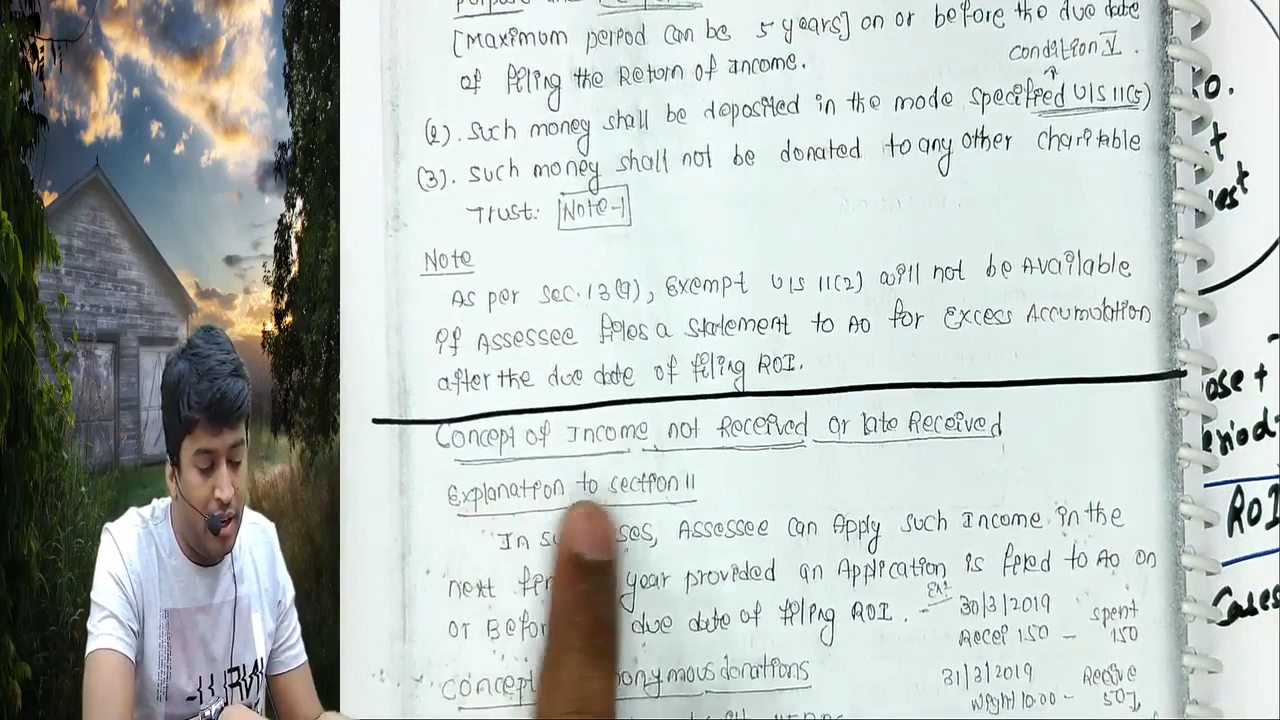 [Maximum period can be 5 years] on or before the due date
of filing the Return of income.
condition V.
(2). Such money shall be deposited in the mode specified U/S 11(5)
(3). Such money shall not be donated to any other charitable
Trust: Note-1
Note
As per sec.13(9), Exempt U/S 11(2) will not be Available
if Assessee files a statement to AO for Excess Accumulation
after the due date of filing ROI.
Concept of Income not Received or late Received
Explanation to section 11
In ses, Assessee can Apply such Income in the
next year provided an Application is filed to AO on
or Befor due date of filing ROI.
Ex:- 30/3/2019 spent
Recei 150 - 150
Concept onymous donations
31/3/2019 Receive
ROI
Cases